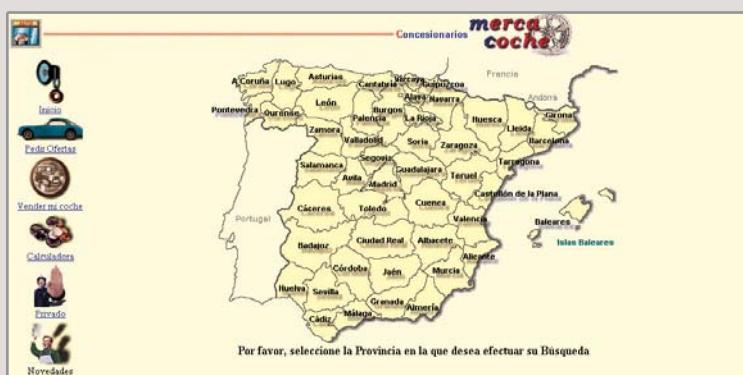 Concesionarios
merca
coche
Inicio
Pedir Ofertas
Vender mi coche
Calculadora
Privado
Novedades
Francia
Andorra
Portugal
A Coruña
Lugo
Asturias
Cantabria
Vizcaya
Guipuzcoa
Alava
Navarra
Pontevedra
Ourense
León
Palencia
Burgos
La Rioja
Huesca
Lleida
Girona
Barcelona
Zamora
Valladolid
Soria
Zaragoza
Tarragona
Salamanca
Segovia
Avila
Madrid
Guadalajara
Teruel
Castellón de la Plana
Cáceres
Toledo
Cuenca
Valencia
Baleares
Islas Baleares
Badajoz
Ciudad Real
Albacete
Alicante
Córdoba
Jaén
Murcia
Huelva
Sevilla
Granada
Almería
Cádiz
Málaga
Por favor, seleccione la Provincia en la que desea efectuar su Búsqueda